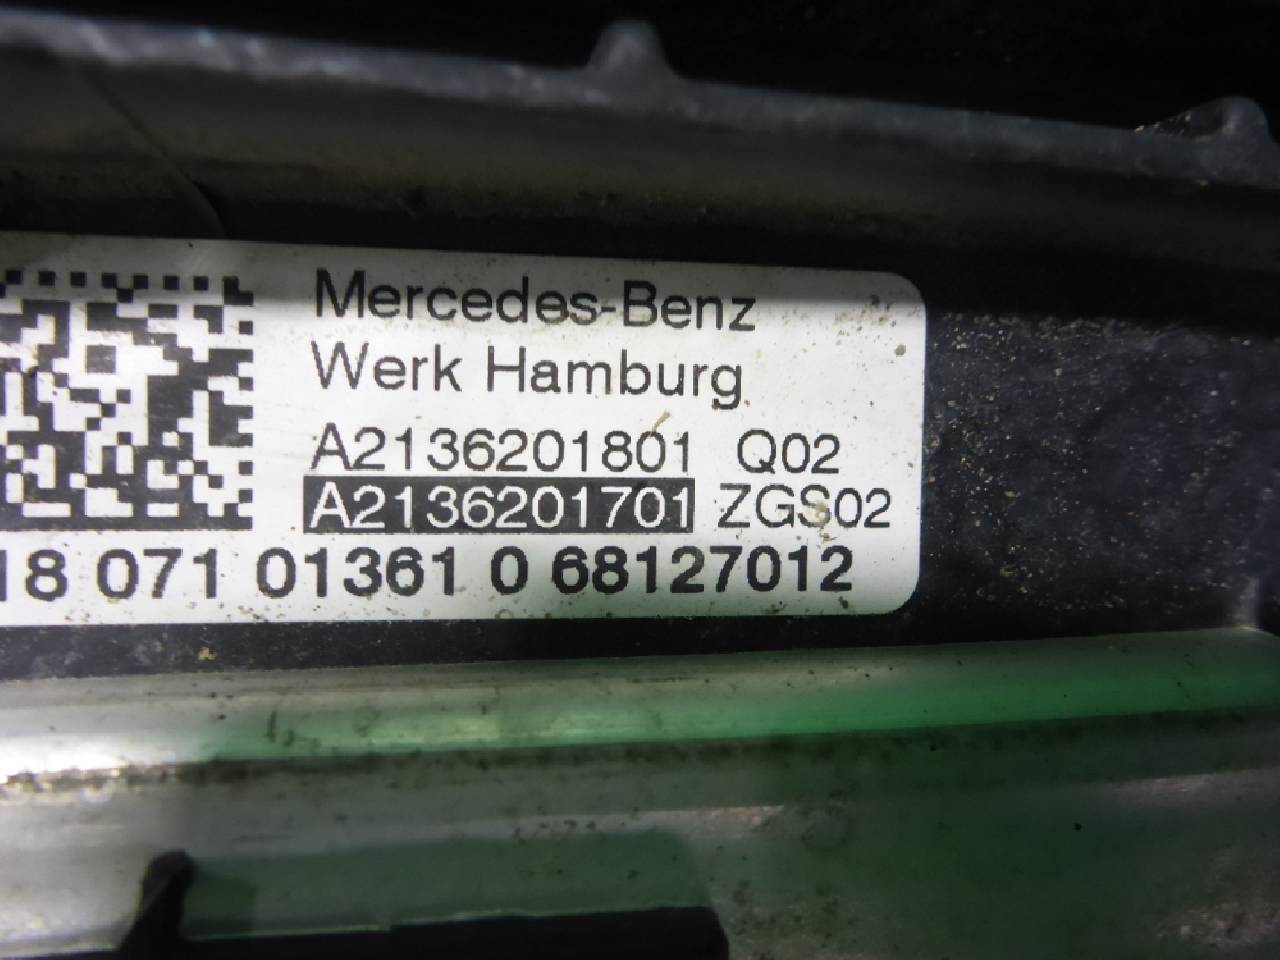 Mercedes-Benz
Werk Hamburg
A2136201801 Q02
A2136201701 ZGS02
18 071 01361 0 68127012